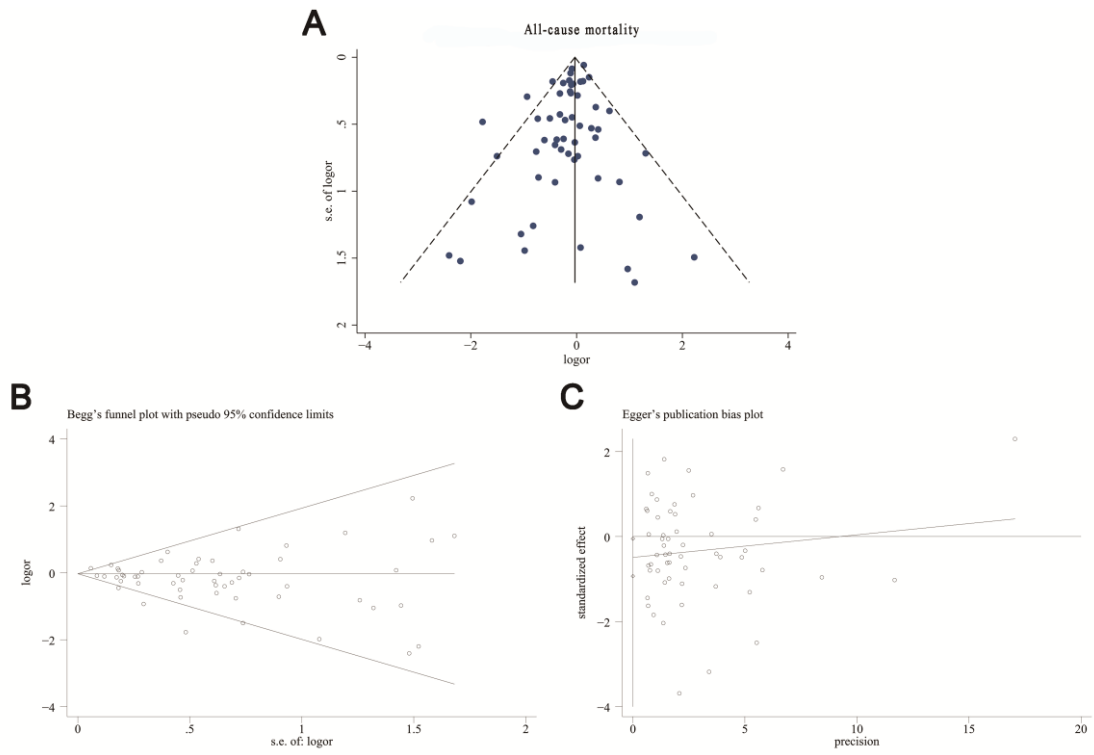 A
All-cause mortality
0
.5
1
1.5
2
s.e. of logor
−4
−2
0
2
4
logor
B
Begg's funnel plot with pseudo 95% confidence limits
4
2
0
−2
−4
logor
0
.5
1
1.5
2
s.e. of: logor
C
Egger's publication bias plot
2
0
−2
−4
standardized effect
0
5
10
15
20
precision